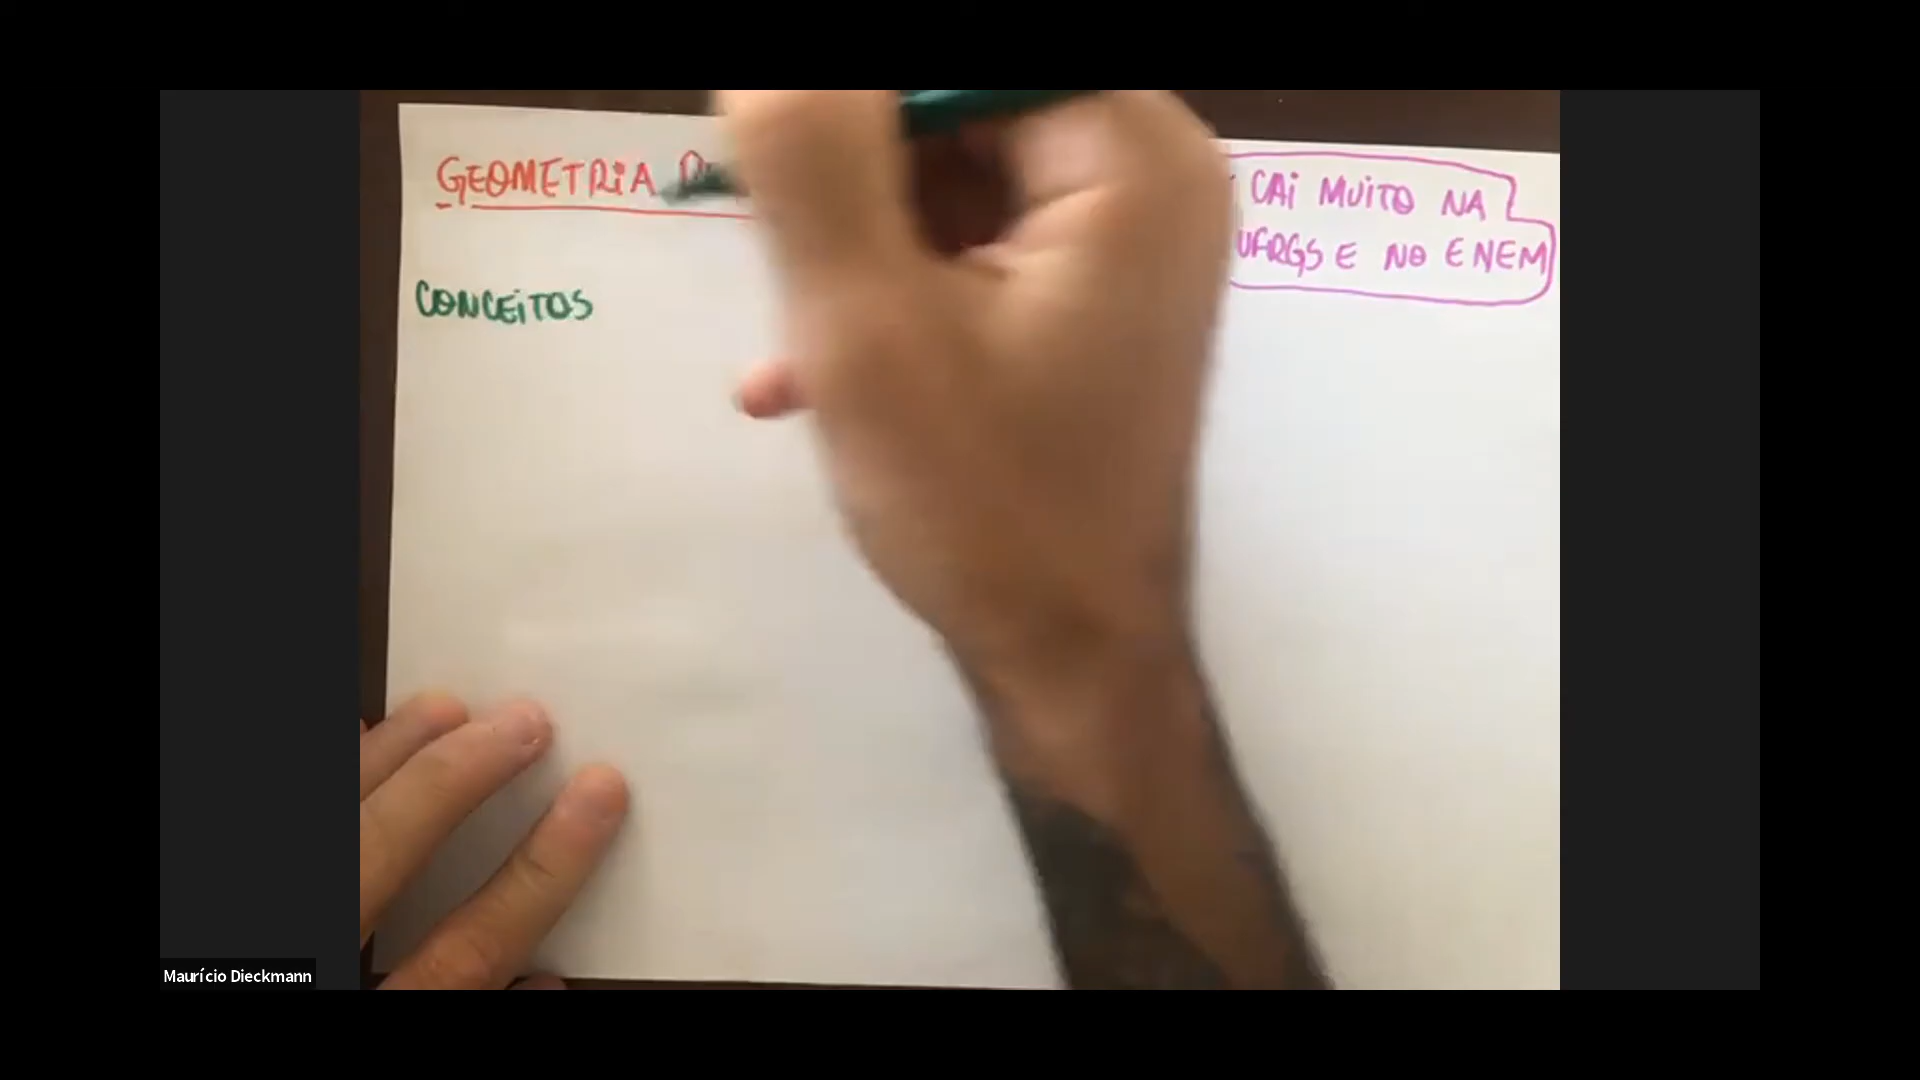 GEOMETRIA
CAI MUITO NA
UFRGS E NO ENEM
CONCEITOS
Maurício Dieckmann